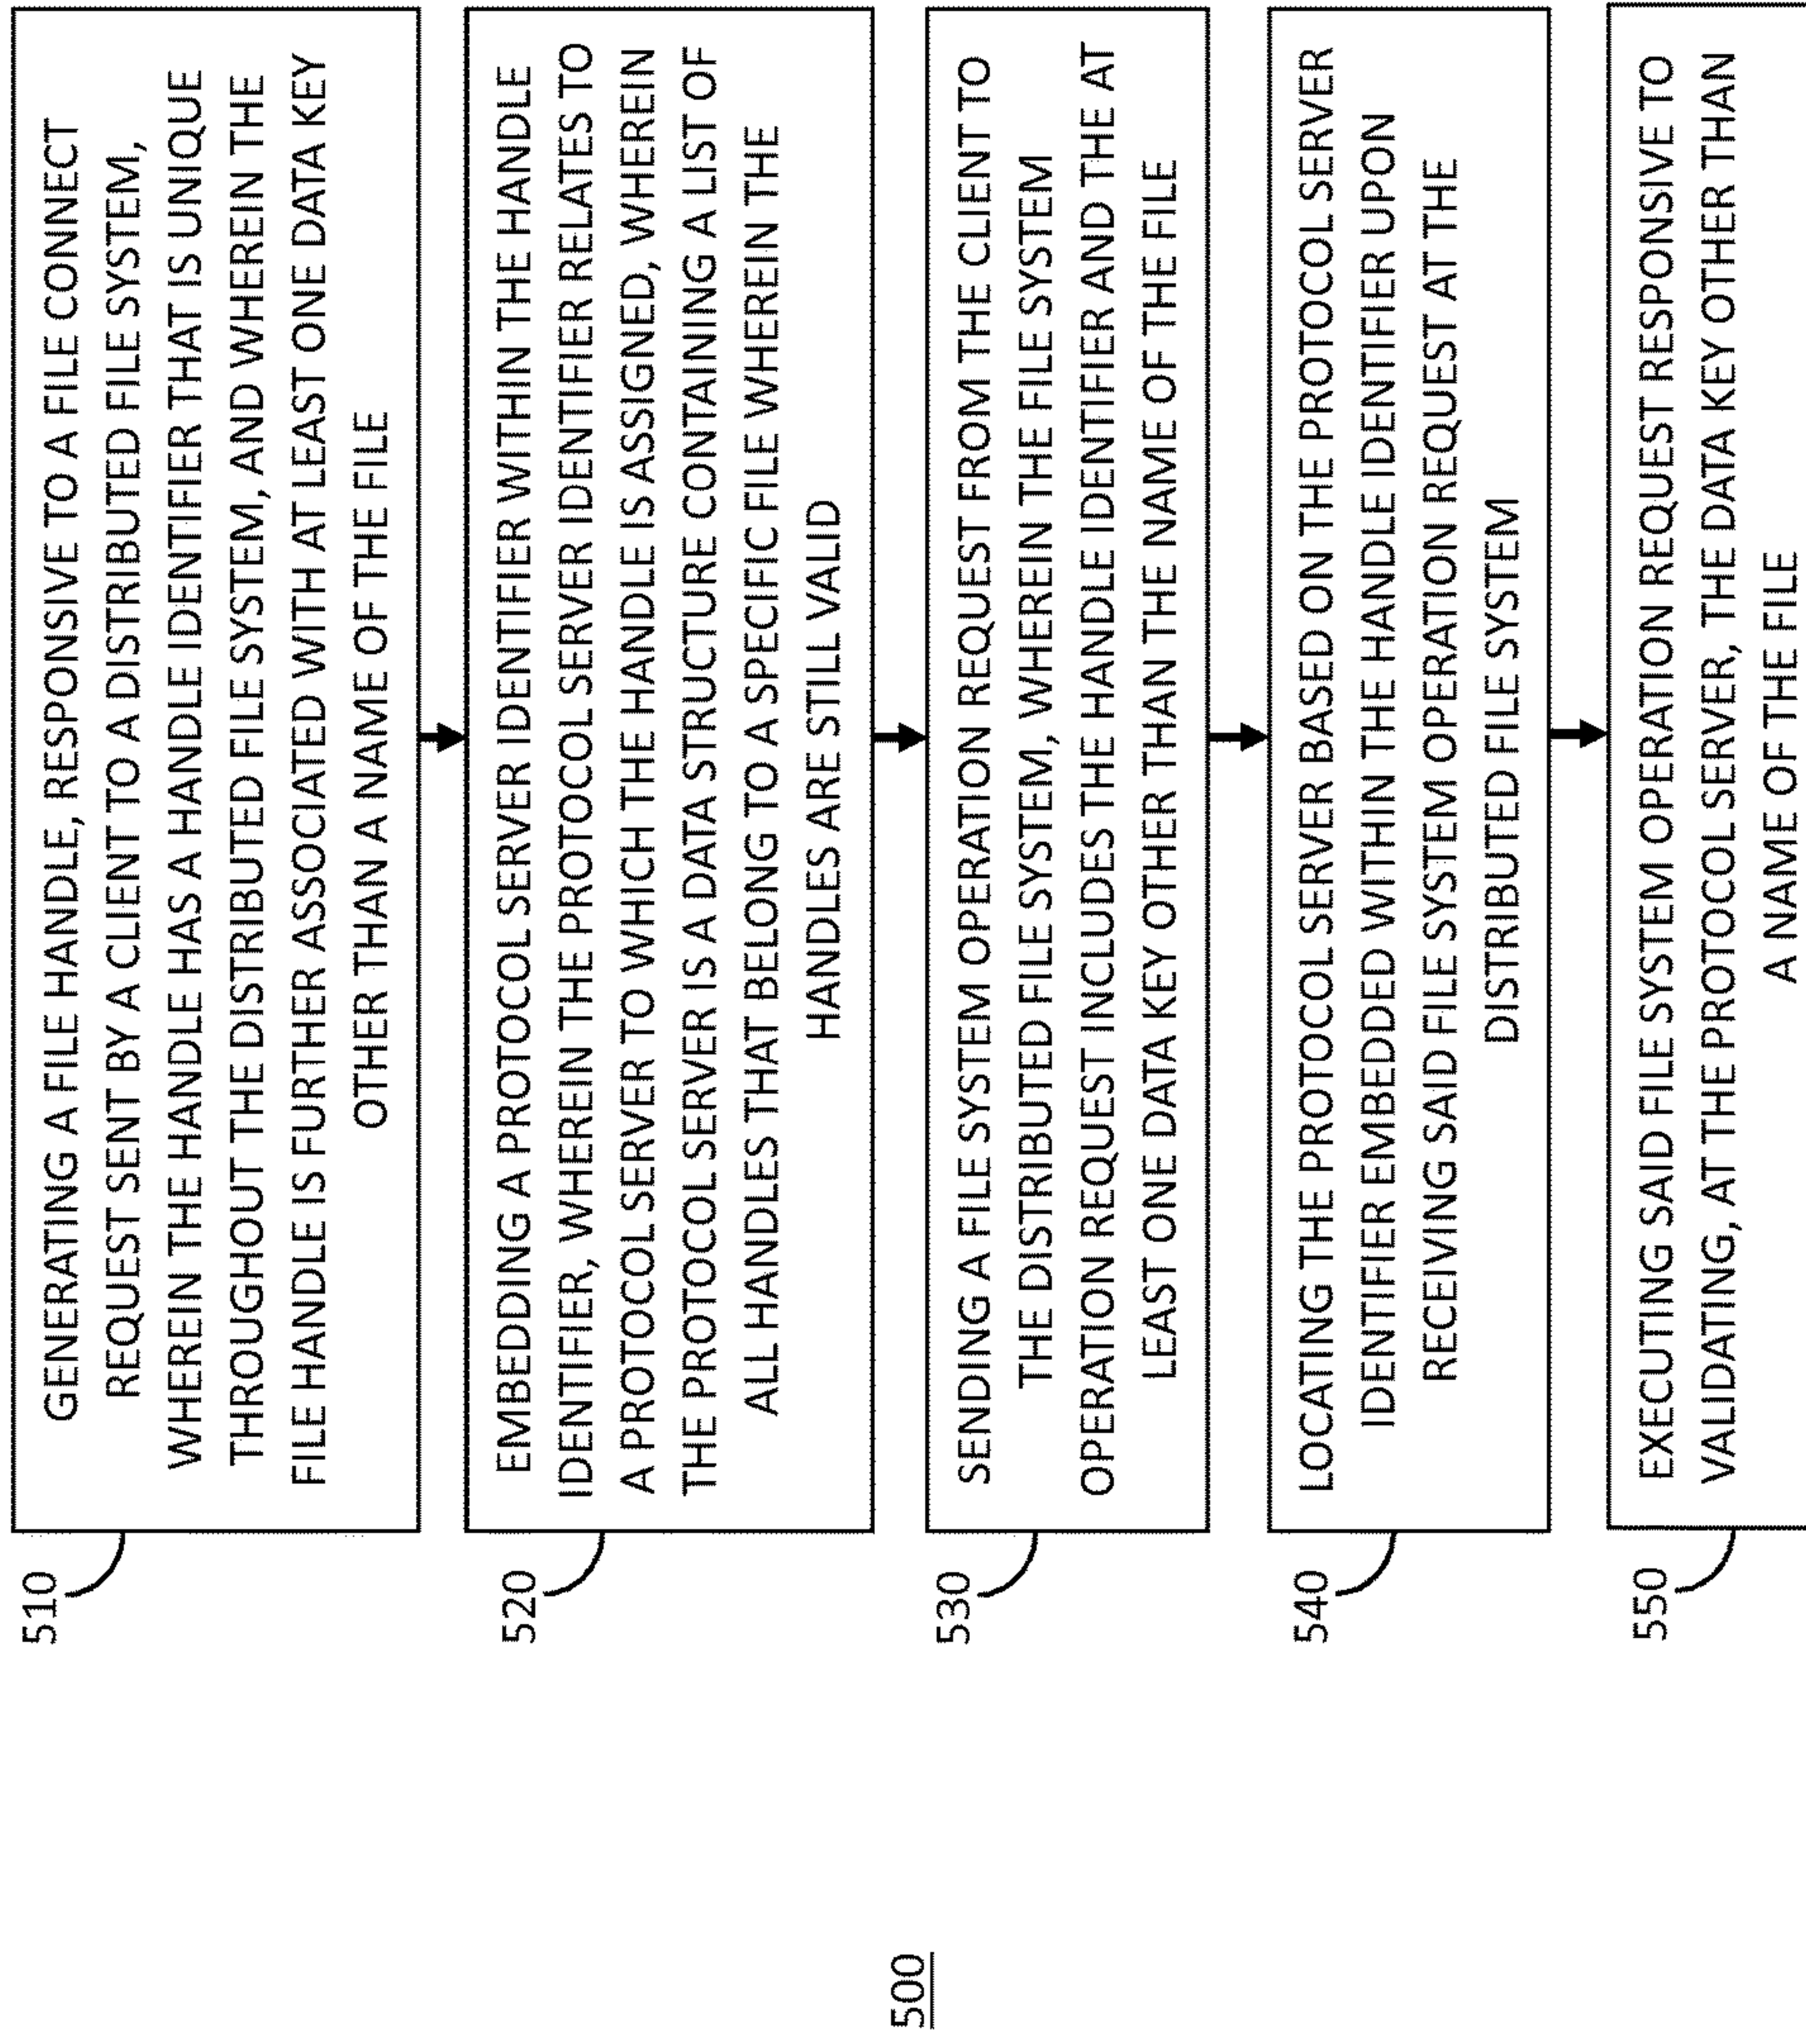 500
510
GENERATING A FILE HANDLE, RESPONSIVE TO A FILE CONNECT
REQUEST SENT BY A CLIENT TO A DISTRIBUTED FILE SYSTEM,
WHEREIN THE HANDLE HAS A HANDLE IDENTIFIER THAT IS UNIQUE
THROUGHOUT THE DISTRIBUTED FILE SYSTEM, AND WHEREIN THE
FILE HANDLE IS FURTHER ASSOCIATED WITH AT LEAST ONE DATA KEY
OTHER THAN A NAME OF THE FILE
520
EMBEDDING A PROTOCOL SERVER IDENTIFIER WITHIN THE HANDLE
IDENTIFIER, WHEREIN THE PROTOCOL SERVER IDENTIFIER RELATES TO
A PROTOCOL SERVER TO WHICH THE HANDLE IS ASSIGNED, WHEREIN
THE PROTOCOL SERVER IS A DATA STRUCTURE CONTAINING A LIST OF
ALL HANDLES THAT BELONG TO A SPECIFIC FILE WHEREIN THE
HANDLES ARE STILL VALID
530
SENDING A FILE SYSTEM OPERATION REQUEST FROM THE CLIENT TO
THE DISTRIBUTED FILE SYSTEM, WHEREIN THE FILE SYSTEM
OPERATION REQUEST INCLUDES THE HANDLE IDENTIFIER AND THE AT
LEAST ONE DATA KEY OTHER THAN THE NAME OF THE FILE
540
LOCATING THE PROTOCOL SERVER BASED ON THE PROTOCOL SERVER
IDENTIFIER EMBEDDED WITHIN THE HANDLE IDENTIFIER UPON
RECEIVING SAID FILE SYSTEM OPERATION REQUEST AT THE
DISTRIBUTED FILE SYSTEM
550
EXECUTING SAID FILE SYSTEM OPERATION REQUEST RESPONSIVE TO
VALIDATING, AT THE PROTOCOL SERVER, THE DATA KEY OTHER THAN
A NAME OF THE FILE